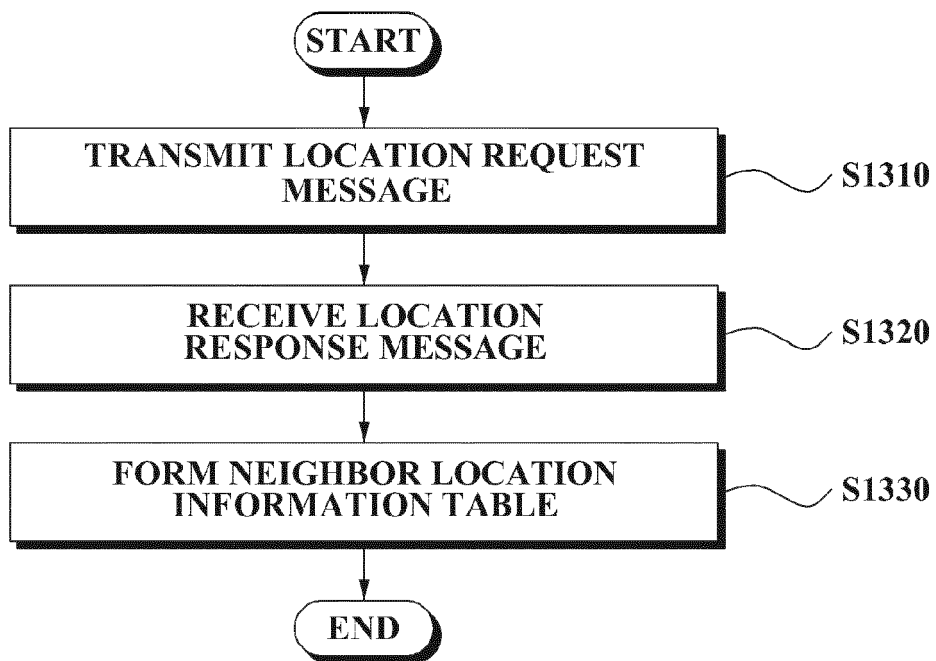 START
TRANSMIT LOCATION REQUEST
MESSAGE
S1310
RECEIVE LOCATION
RESPONSE MESSAGE
S1320
FORM NEIGHBOR LOCATION
INFORMATION TABLE
S1330
END